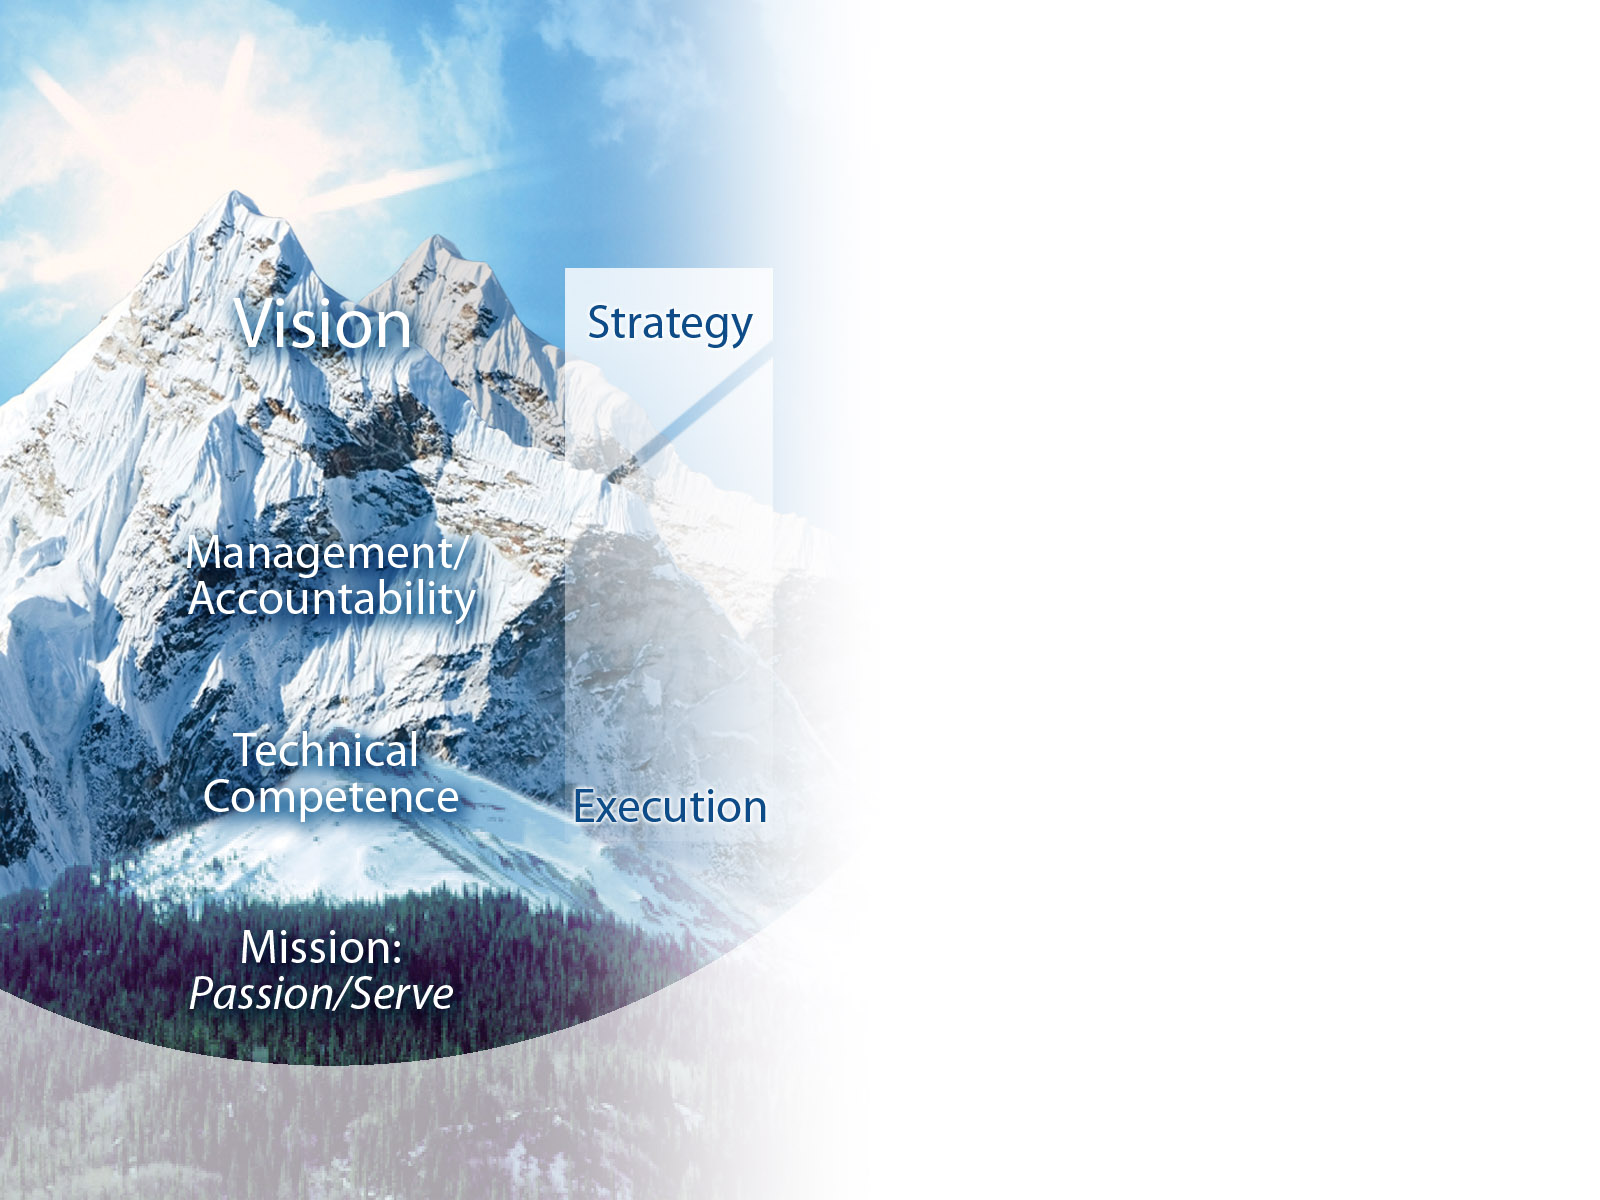 Vision
Strategy
Management/
Accountability
Technical
Competence
Execution
Mission:
Passion/Serve